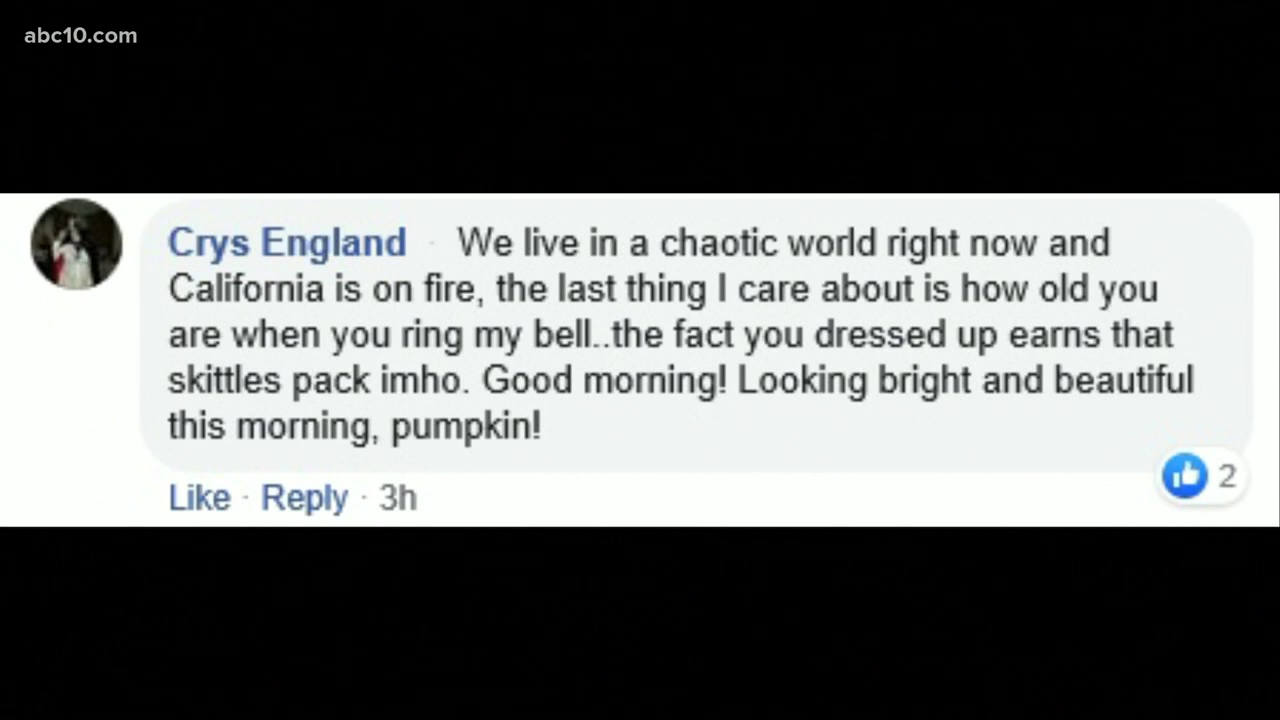 abc10.com
Crys England · We live in a chaotic world right now and
California is on fire, the last thing I care about is how old you
are when you ring my bell..the fact you dressed up earns that
skittles pack imho. Good morning! Looking bright and beautiful
this morning, pumpkin!
2
Like · Reply · 3h